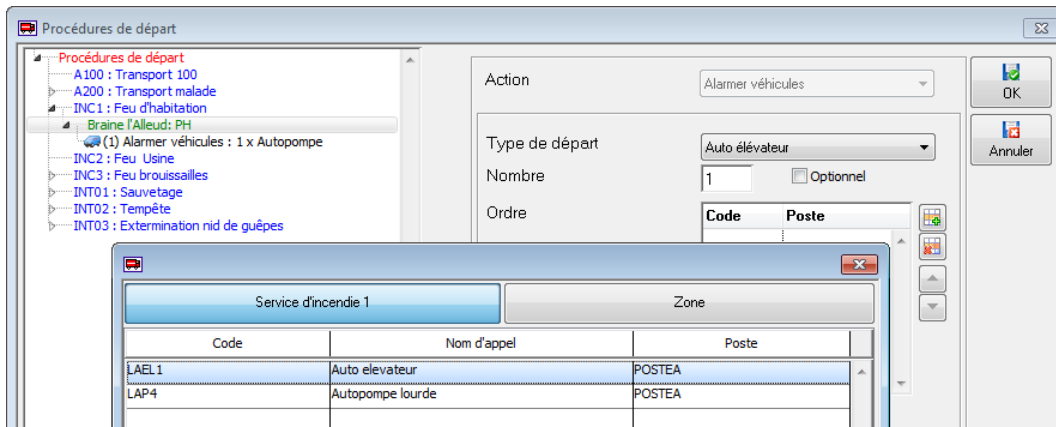 Procédures de départ
Procédures de départ
A100 : Transport 100
A200 : Transport malade
INC1 : Feu d'habitation
Braine l'Alleud: PH
(1) Alarmer véhicules : 1 x Autopompe
INC2 : Feu Usine
INC3 : Feu brouissailles
INT01 : Sauvetage
INT02 : Tempête
INT03 : Extermination nid de guêpes
Action Alarmer véhicules
Type de départ Auto élévateur
Nombre 1 Optionnel
Ordre Code Poste
OK
Annuler
Service d'incendie 1 Zone
Code Nom d'appel Poste
LAEL1 Auto elevateur POSTEA
LAP4 Autopompe lourde POSTEA